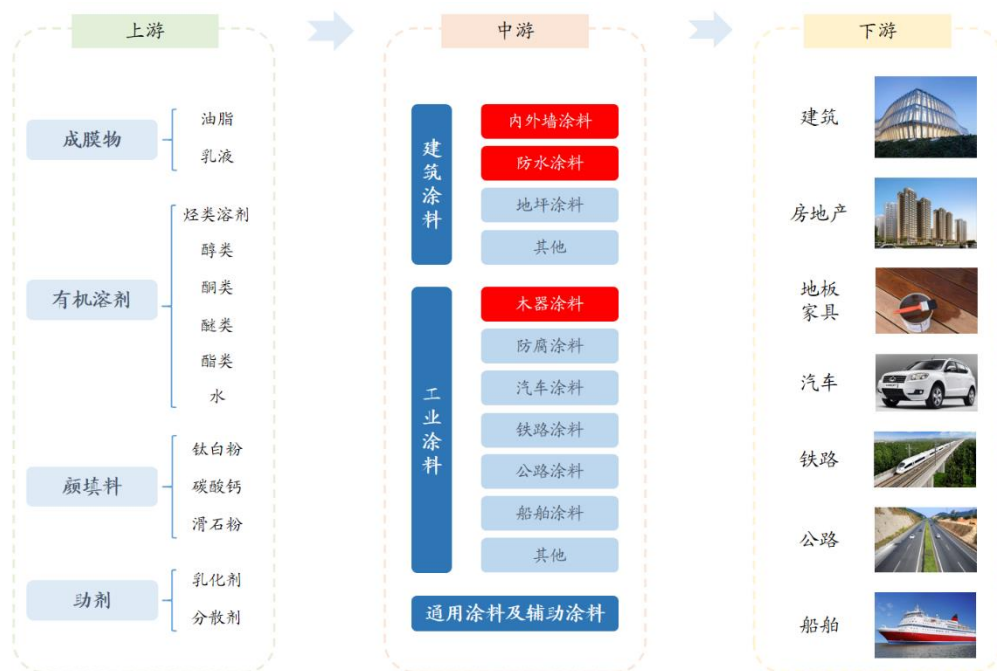 上游
中游
下游
成膜物
油脂
乳液
有机溶剂
烃类溶剂
醇类
酮类
醚类
酯类
水
颜填料
钛白粉
碳酸钙
滑石粉
助剂
乳化剂
分散剂
建筑涂料
内外墙涂料
防水涂料
地坪涂料
其他
工业涂料
木器涂料
防腐涂料
汽车涂料
铁路涂料
公路涂料
船舶涂料
其他
通用涂料及辅助涂料
建筑
房地产
地板
家具
汽车
铁路
公路
船舶